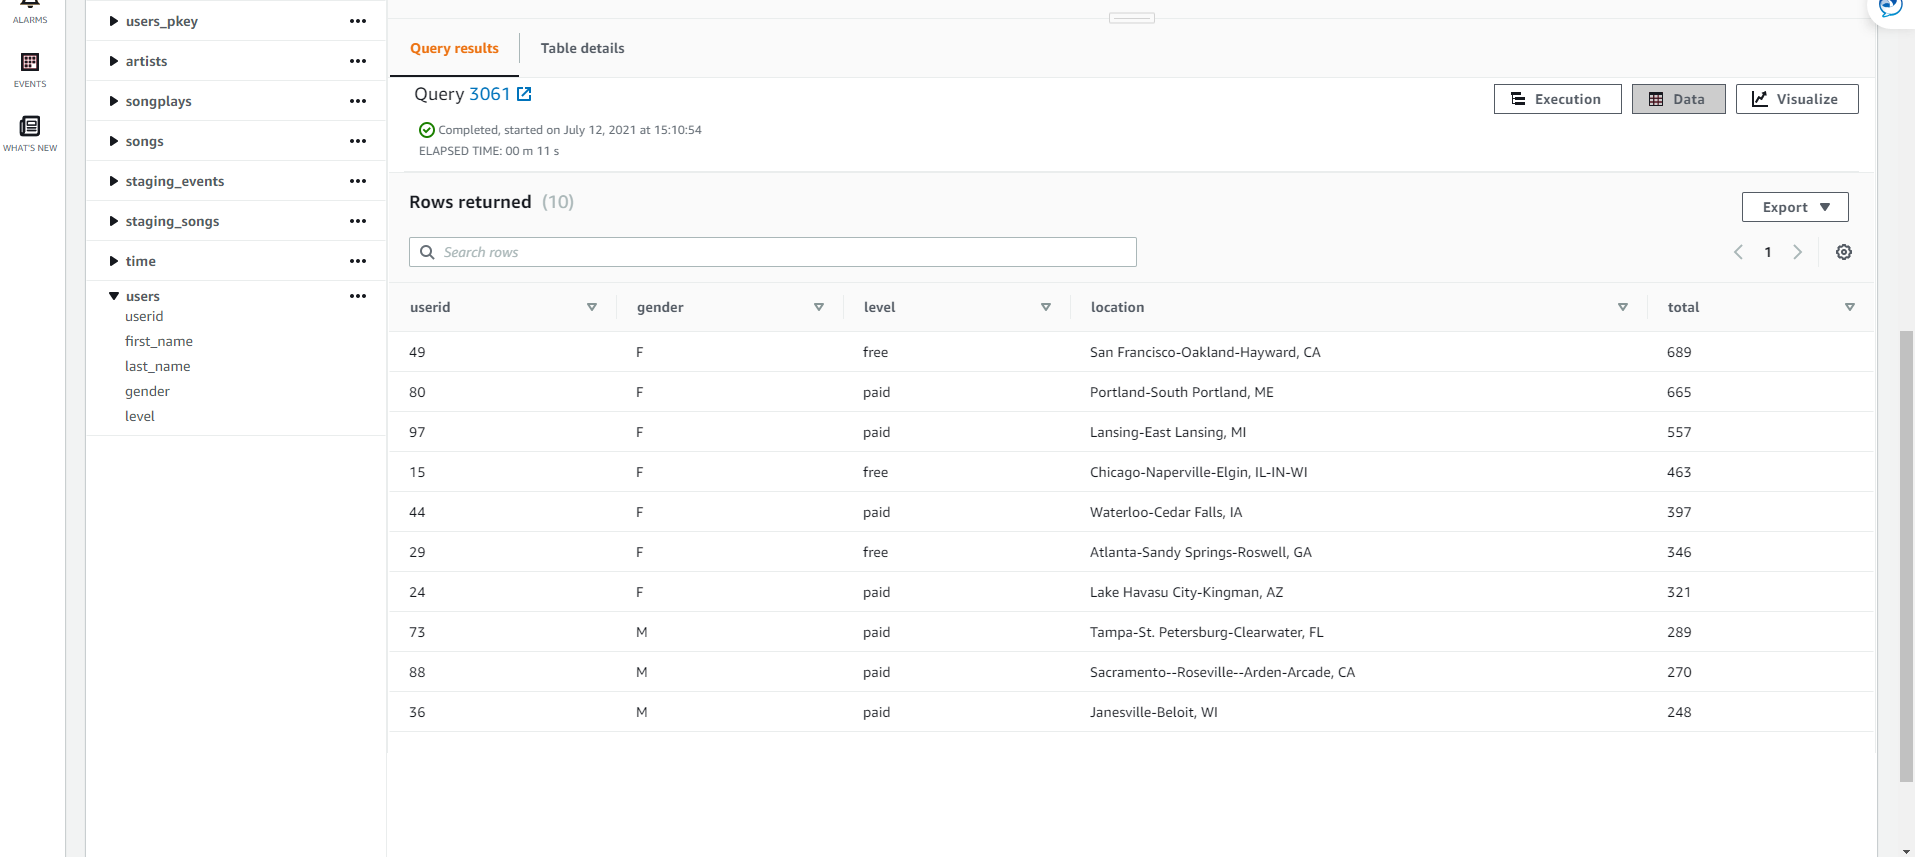 ALARMS
EVENTS
WHAT'S NEW
users_pkey
artists
songplays
songs
staging_events
staging_songs
time
users
userid
first_name
last_name
gender
level
Query results Table details
Query 3061
Execution Data Visualize
Completed, started on July 12, 2021 at 15:10:54
ELAPSED TIME: 00 m 11 s
Rows returned (10)
Export
Search rows
1
userid gender level location total
49 F free San Francisco-Oakland-Hayward, CA 689
80 F paid Portland-South Portland, ME 665
97 F paid Lansing-East Lansing, MI 557
15 F free Chicago-Naperville-Elgin, IL-IN-WI 463
44 F paid Waterloo-Cedar Falls, IA 397
29 F free Atlanta-Sandy Springs-Roswell, GA 346
24 F paid Lake Havasu City-Kingman, AZ 321
73 M paid Tampa-St. Petersburg-Clearwater, FL 289
88 M paid Sacramento--Roseville--Arden-Arcade, CA 270
36 M paid Janesville-Beloit, WI 248